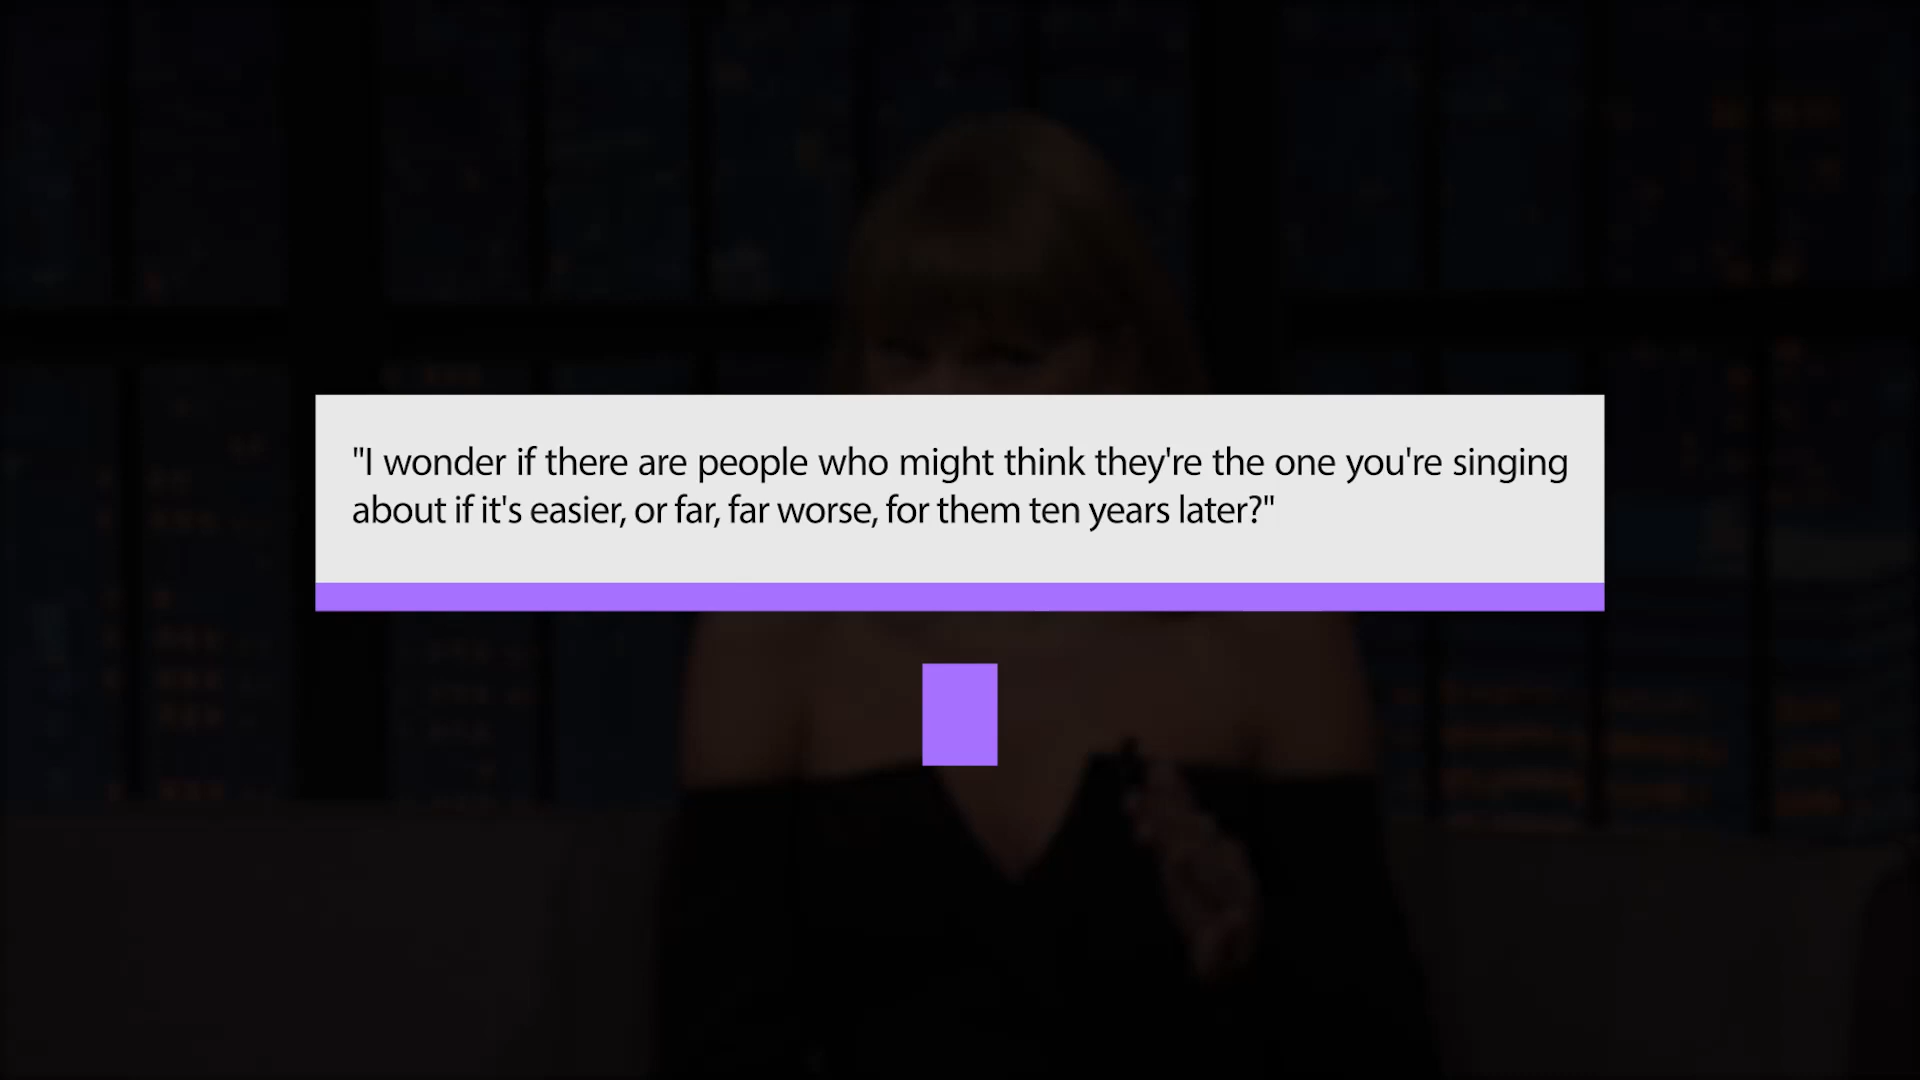 "I wonder if there are people who might think they're the one you're singing
about if it's easier, or far, far worse, for them ten years later?"